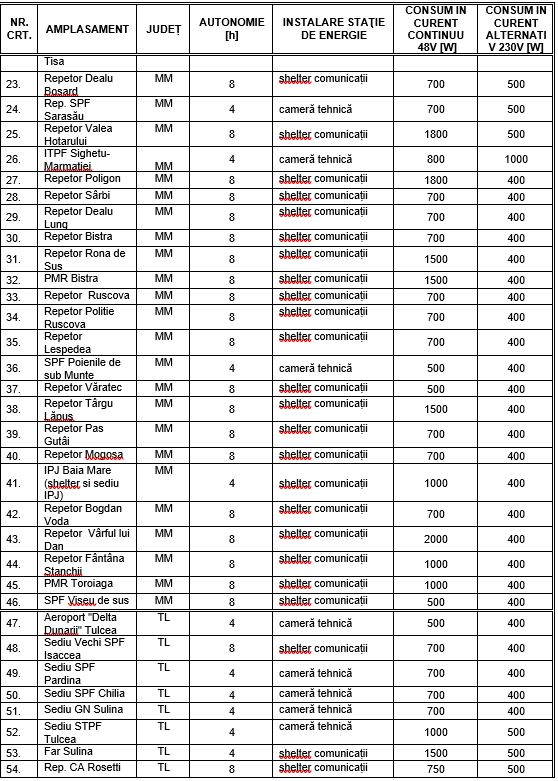 NR. CRT. AMPLASAMENT JUDEȚ AUTONOMIE [h] INSTALARE STAȚIE DE ENERGIE CONSUM IN CURENT CONTINUU 48V [W] CONSUM IN CURENT ALTERNATI V 230V [W]
Tisa
23. Repetor Dealu Bosard MM 8 shelter comunicații 700 500
24. Rep. SPF Sarasău MM 4 cameră tehnică 700 500
25. Repetor Valea Hotarului MM 8 shelter comunicații 1800 500
26. ITPF Sighetu-Marmatiei MM 4 cameră tehnică 800 1000
27. Repetor Poligon MM 8 shelter comunicații 1800 400
28. Repetor Sârbi MM 8 shelter comunicații 700 400
29. Repetor Dealu Lung MM 8 shelter comunicații 700 400
30. Repetor Bistra MM 8 shelter comunicații 700 400
31. Repetor Rona de Sus MM 8 shelter comunicații 1500 400
32. PMR Bistra MM 8 shelter comunicații 1500 400
33. Repetor Ruscova MM 8 shelter comunicații 700 400
34. Repetor Politie Ruscova MM 8 shelter comunicații 700 400
35. Repetor Lespedea MM 8 shelter comunicații 700 400
36. SPF Poienile de sub Munte MM 4 cameră tehnică 500 400
37. Repetor Văratec MM 8 shelter comunicații 500 400
38. Repetor Târgu Lăpuș MM 8 shelter comunicații 1500 400
39. Repetor Pas Gutâi MM 8 shelter comunicații 700 400
40. Repetor Mogosa MM 8 shelter comunicații 700 400
41. IPJ Baia Mare (shelter si sediu IPJ) MM 4 shelter comunicații 1000 400
42. Repetor Bogdan Voda MM 8 shelter comunicații 700 400
43. Repetor Vârful lui Dan MM 8 shelter comunicații 2000 400
44. Repetor Fântâna Stanchii MM 8 shelter comunicații 1000 400
45. PMR Toroiaga MM 8 shelter comunicații 1000 400
46. SPF Viseu de sus MM 8 shelter comunicații 500 400
47. Aeroport "Delta Dunarii" Tulcea TL 4 cameră tehnică 500 400
48. Sediu Vechi SPF Isaccea TL 8 shelter comunicații 700 400
49. Sediu SPF Pardina TL 4 cameră tehnică 700 400
50. Sediu SPF Chilia TL 4 cameră tehnică 700 400
51. Sediu GN Sulina TL 4 cameră tehnică 700 400
52. Sediu STPF Tulcea TL 4 cameră tehnică 1000 500
53. Far Sulina TL 4 shelter comunicații 1500 500
54. Rep. CA Rosetti TL 8 shelter comunicații 750 500